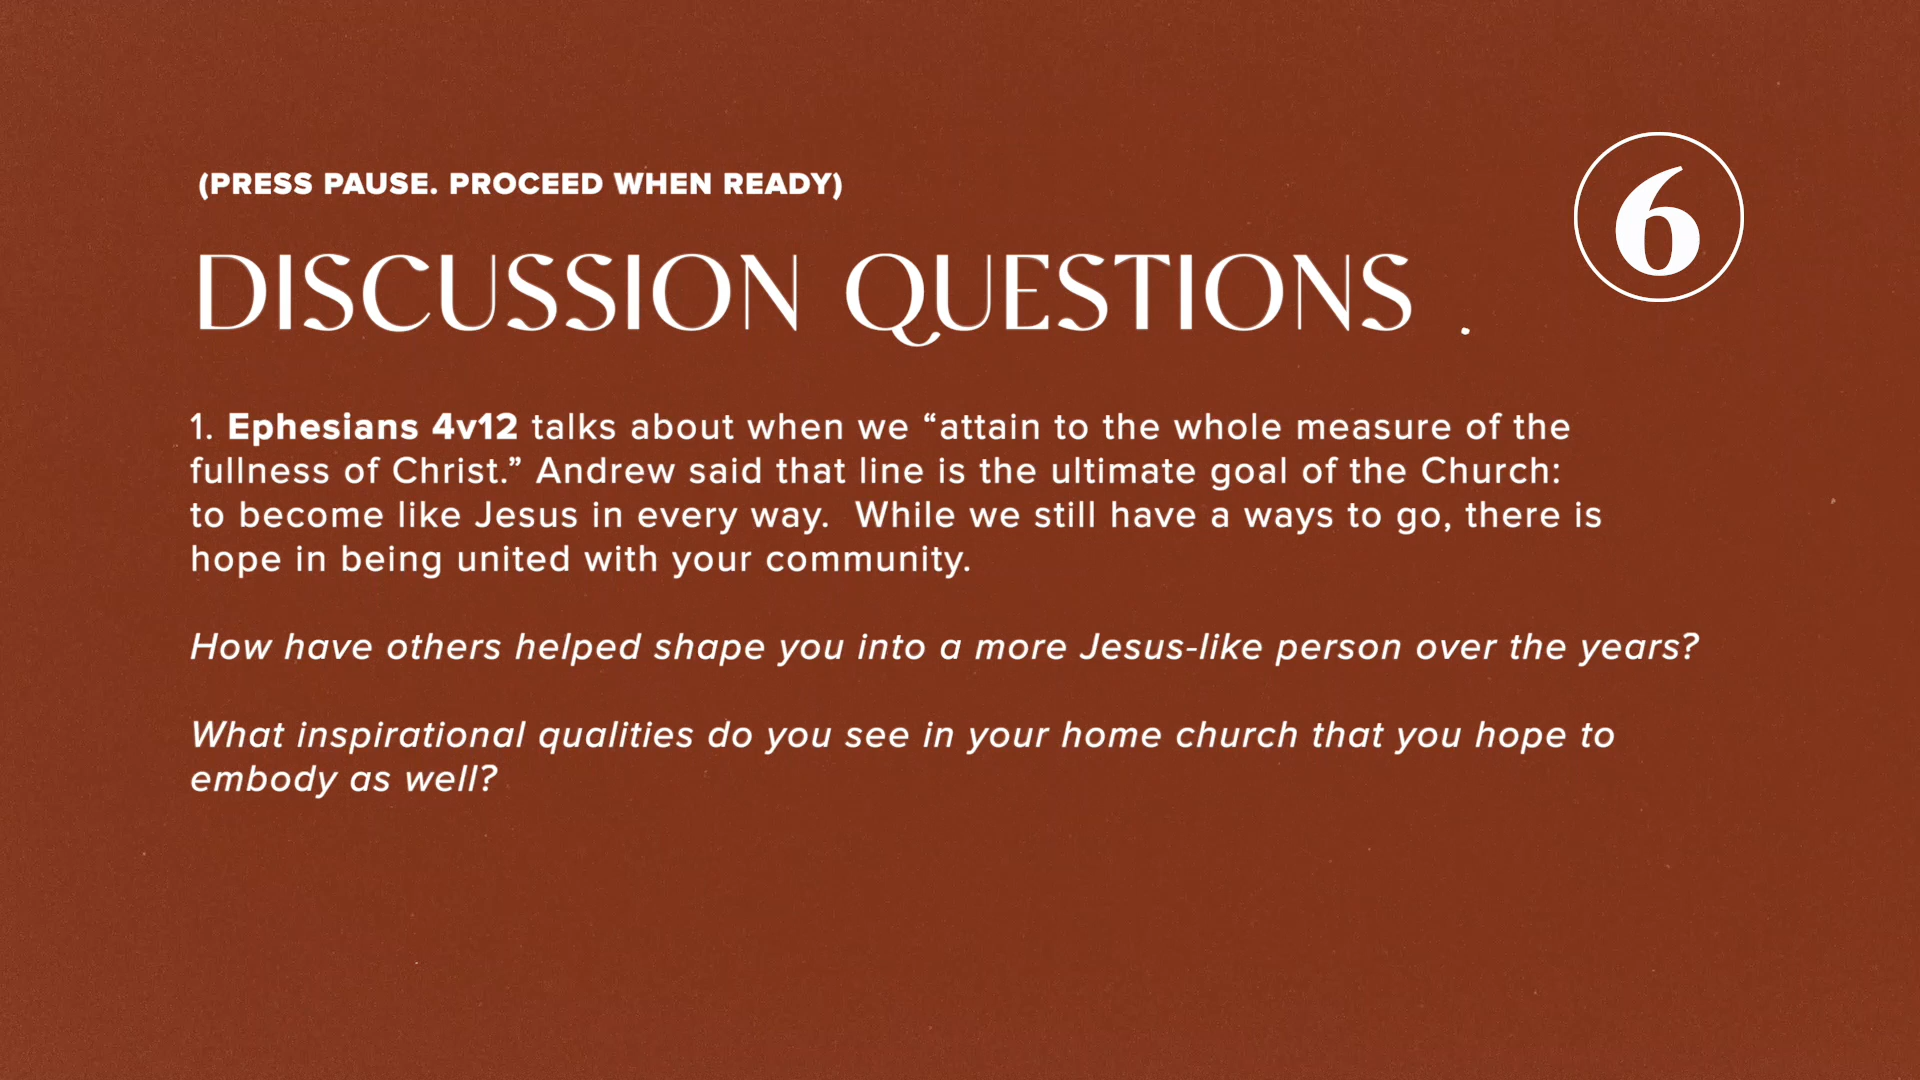 (PRESS PAUSE. PROCEED WHEN READY)
6
DISCUSSION QUESTIONS
1. Ephesians 4v12 talks about when we “attain to the whole measure of the
fullness of Christ.” Andrew said that line is the ultimate goal of the Church:
to become like Jesus in every way.  While we still have a ways to go, there is
hope in being united with your community.
How have others helped shape you into a more Jesus-like person over the years?
What inspirational qualities do you see in your home church that you hope to
embody as well?